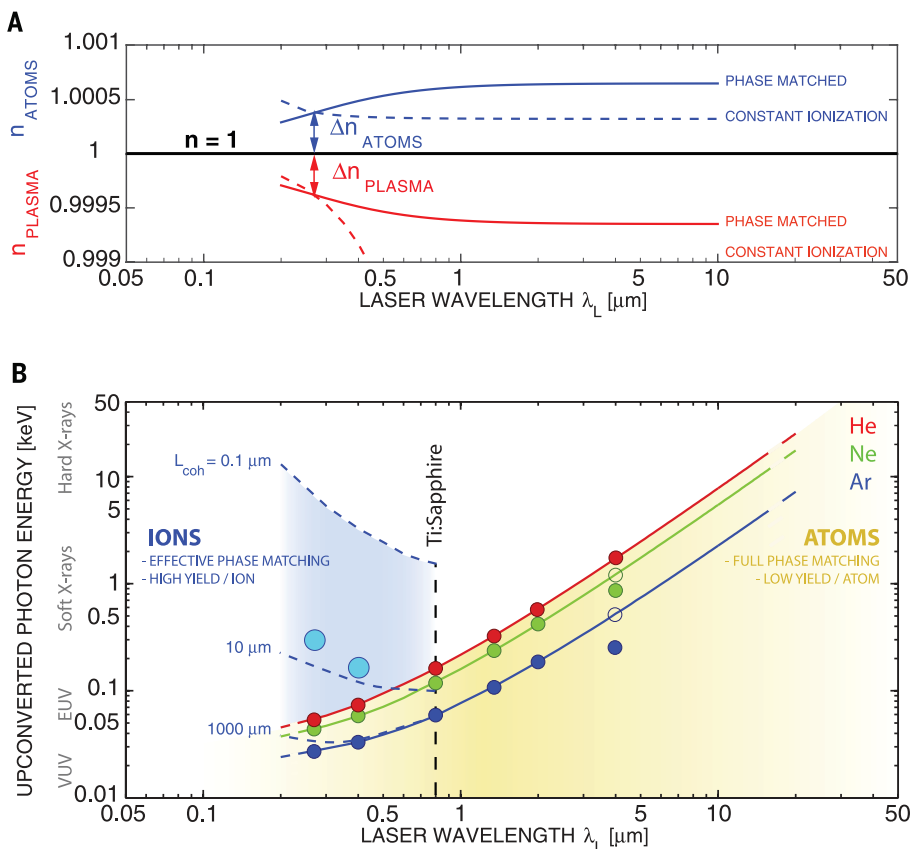 A
1.001
1.0005
1
0.9995
0.999
n ATOMS
n PLASMA
n = 1
Δn ATOMS
Δn PLASMA
PHASE MATCHED
CONSTANT IONIZATION
PHASE MATCHED
CONSTANT IONIZATION
0.05 0.1 0.5 1 5 10 50
LASER WAVELENGTH λL [µm]
B
UPCONVERTED PHOTON ENERGY [keV]
Hard X-rays
Soft X-rays
EUV
VUV
50
10
5
1
0.5
0.1
0.05
0.01
Lcoh = 0.1 µm
10 µm
1000 µm
IONS
- EFFECTIVE PHASE MATCHING
- HIGH YIELD / ION
Ti:Sapphire
He
Ne
Ar
ATOMS
- FULL PHASE MATCHING
- LOW YIELD / ATOM
0.05 0.1 0.5 1 5 10 50
LASER WAVELENGTH λL [µm]